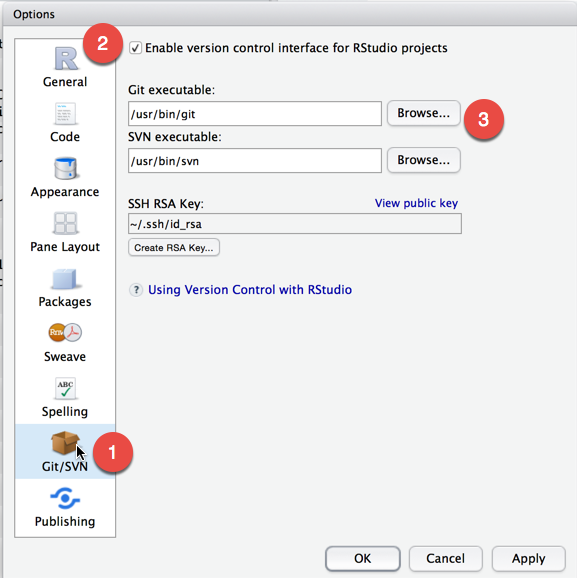 Options
R
General
Code
Appearance
Pane Layout
Packages
Rnw
Sweave
ABC
Spelling
Git/SVN
Publishing
1
2
Enable version control interface for RStudio projects
Git executable:
/usr/bin/git
Browse...
3
SVN executable:
/usr/bin/svn
Browse...
SSH RSA Key:
View public key
~/.ssh/id_rsa
Create RSA Key...
? Using Version Control with RStudio
OK
Cancel
Apply